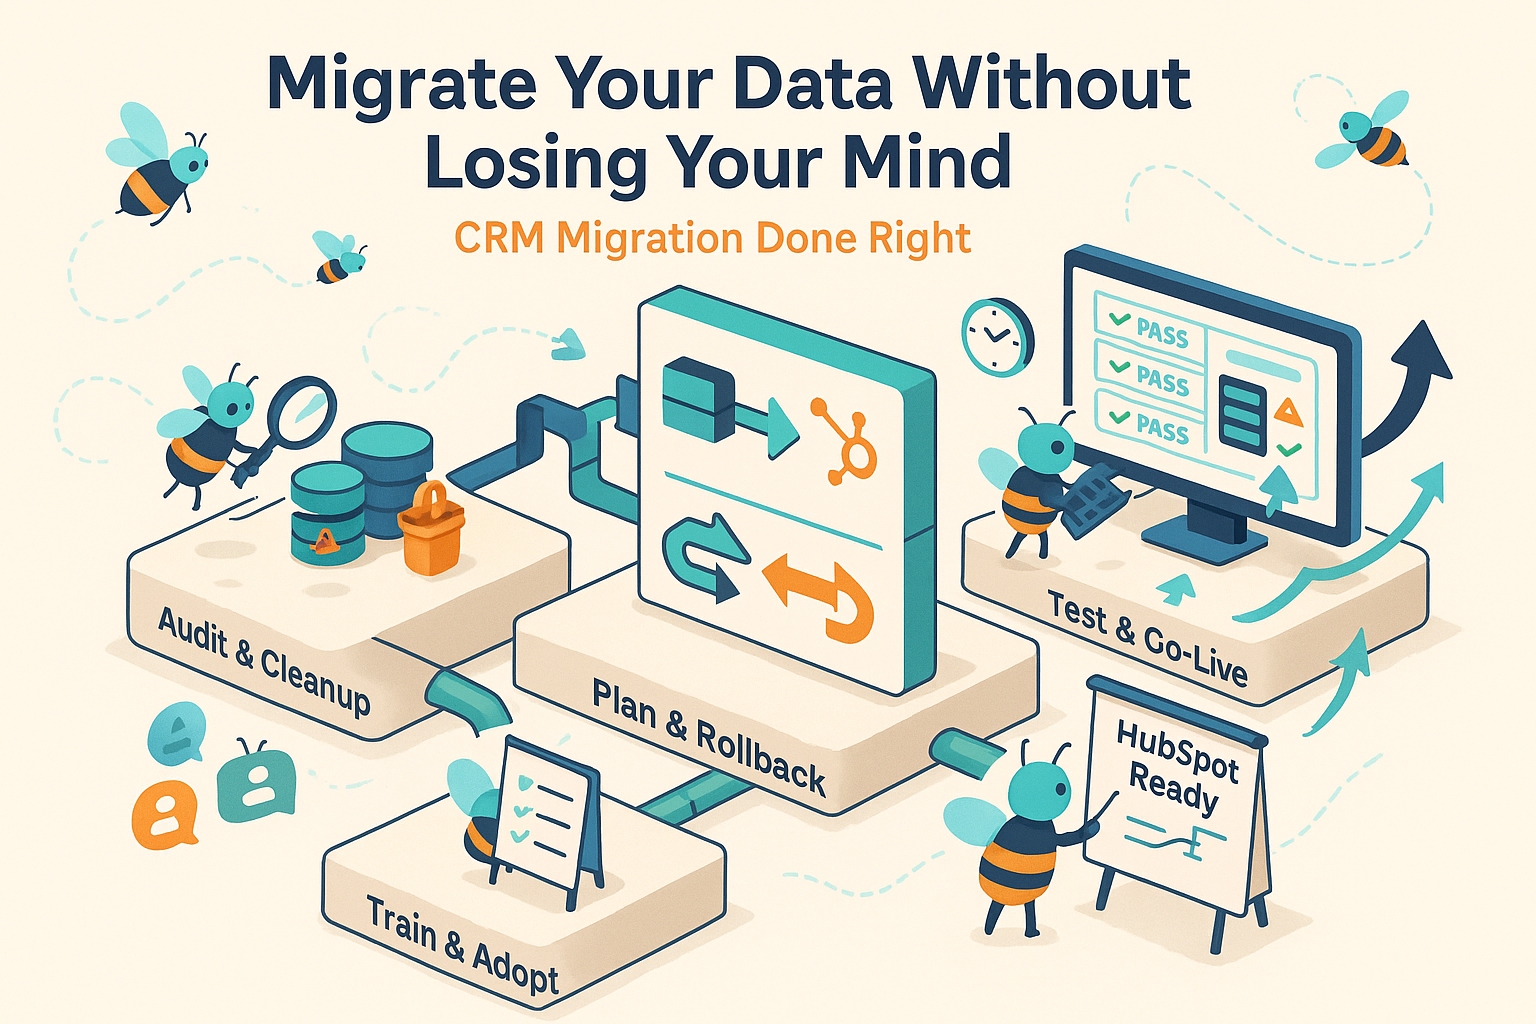 Migrate Your Data Without
Losing Your Mind
CRM Migration Done Right
PASS
PASS
PASS
Audit & Cleanup
Plan & Rollback
Test & Go-Live
Train & Adopt
HubSpot
Ready